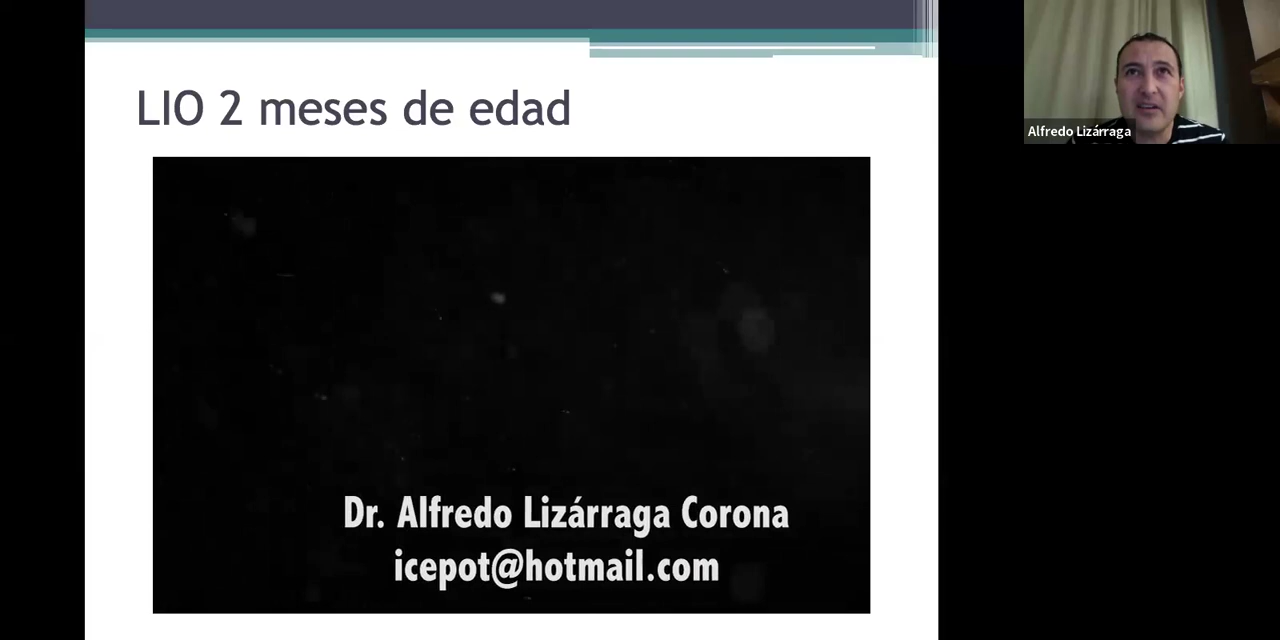 LIO 2 meses de edad
Alfredo Lizárraga
Dr. Alfredo Lizárraga Corona
icepot@hotmail.com